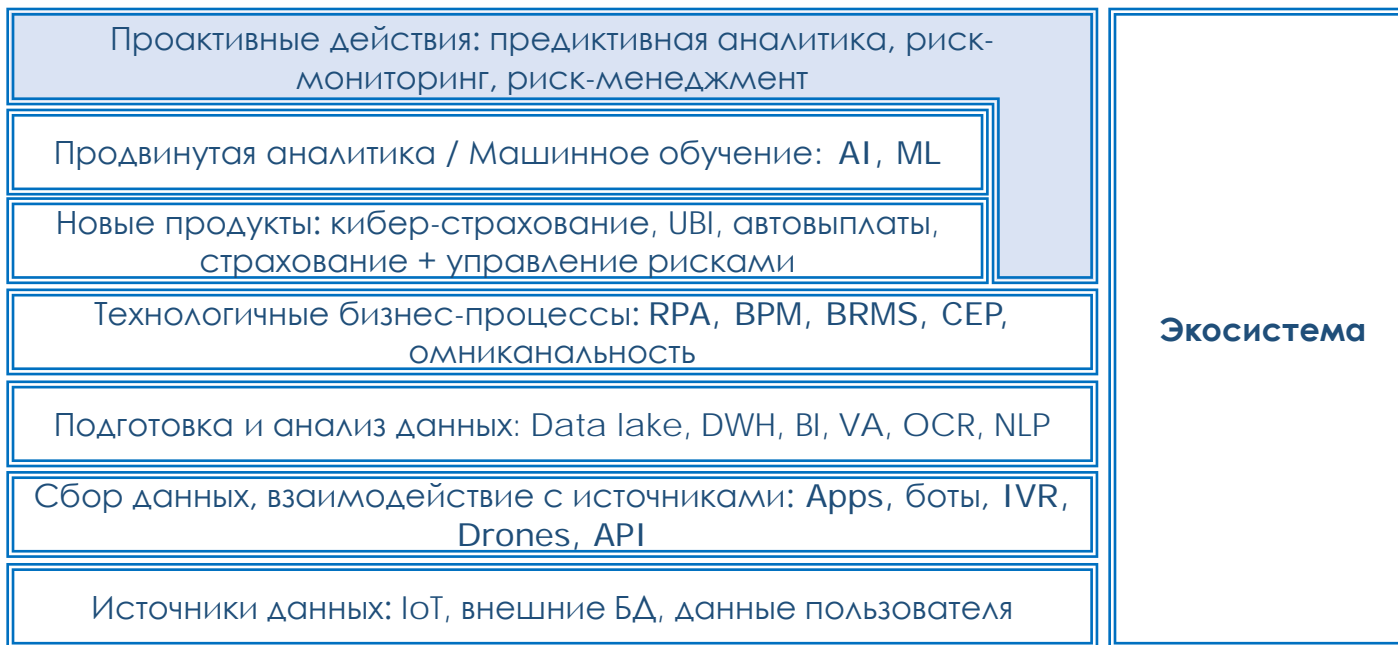 Проактивные действия: предиктивная аналитика, риск-
мониторинг, риск-менеджмент
Продвинутая аналитика / Машинное обучение: AI, ML
Новые продукты: кибер-страхование, UBI, автовыплаты,
страхование + управление рисками
Технологичные бизнес-процессы: RPA, BPM, BRMS, CEP,
омниканальность
Подготовка и анализ данных: Data lake, DWH, BI, VA, OCR, NLP
Сбор данных, взаимодействие с источниками: Apps, боты, IVR,
Drones, API
Источники данных: IoT, внешние БД, данные пользователя
Экосистема